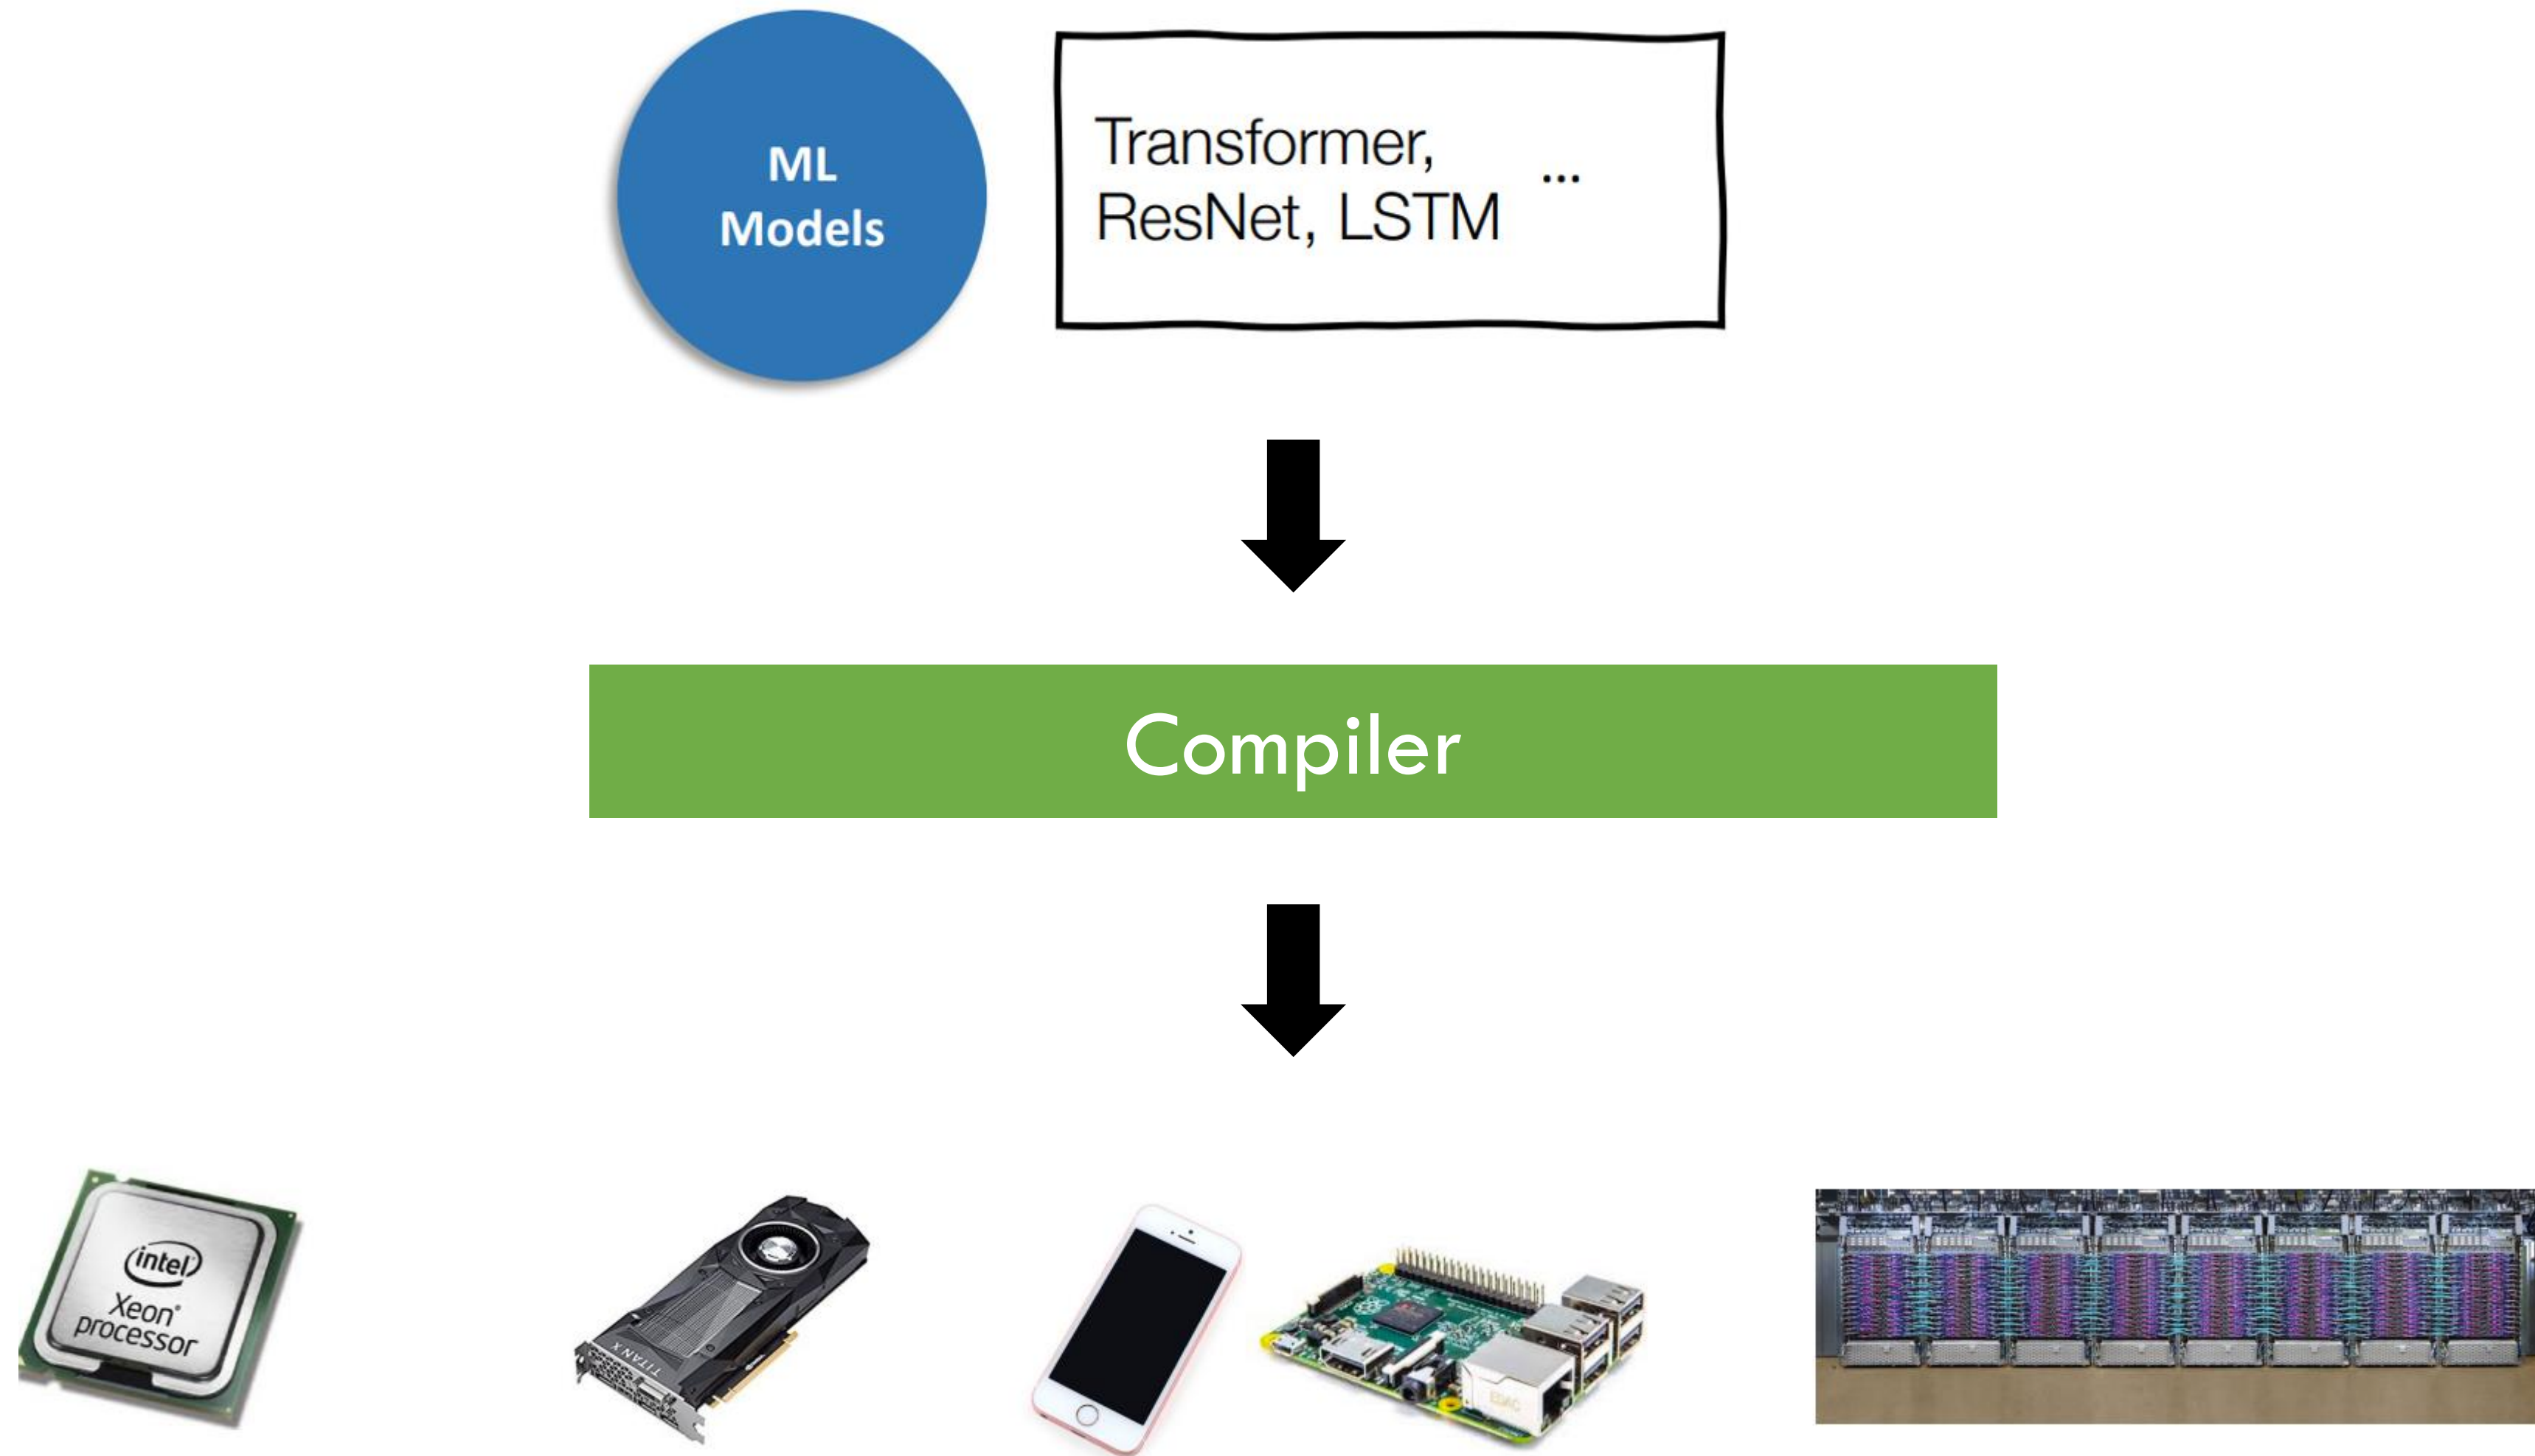 ML
Models
Transformer,
ResNet, LSTM ...
Compiler
intel
Xeon®
processor
TITAN X